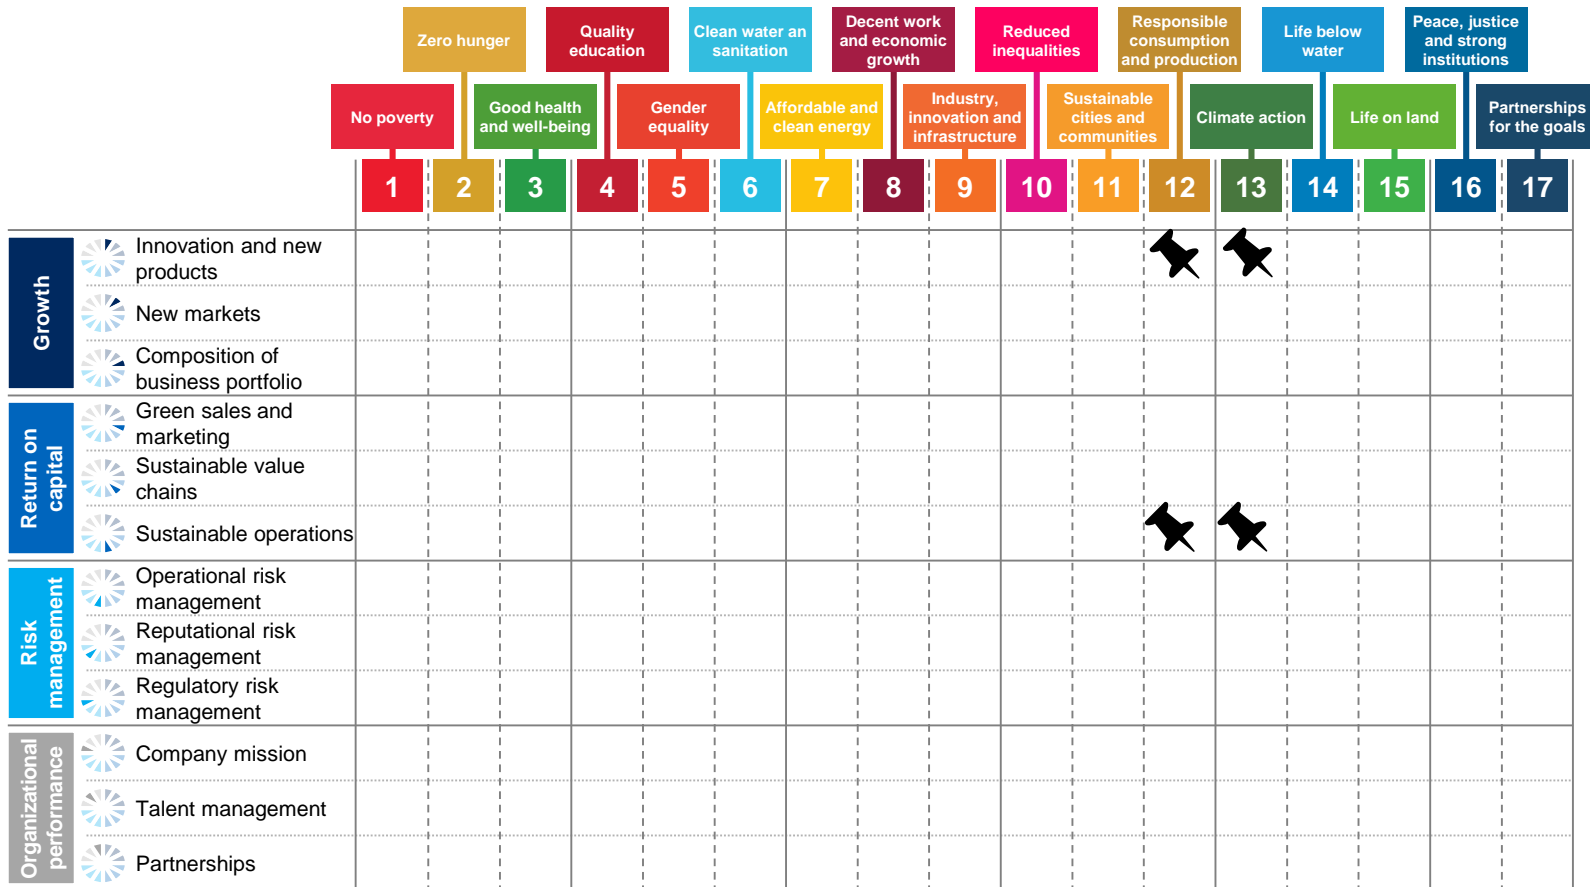 Zero hunger
Quality
education
Clean water an
sanitation
Decent work
and economic
growth
Reduced
inequalities
Responsible
consumption
and production
Life below
water
Peace, justice
and strong
institutions
No poverty
Good health
and well-being
Gender
equality
Affordable and
clean energy
Industry,
innovation and
infrastructure
Sustainable
cities and
communities
Climate action
Life on land
Partnerships
for the goals
1 2 3 4 5 6 7 8 9 10 11 12 13 14 15 16 17
Growth
Innovation and new
products
New markets
Composition of
business portfolio
Return on
capital
Green sales and
marketing
Sustainable value
chains
Sustainable operations
Risk
management
Operational risk
management
Reputational risk
management
Regulatory risk
management
Organizational
performance
Company mission
Talent management
Partnerships